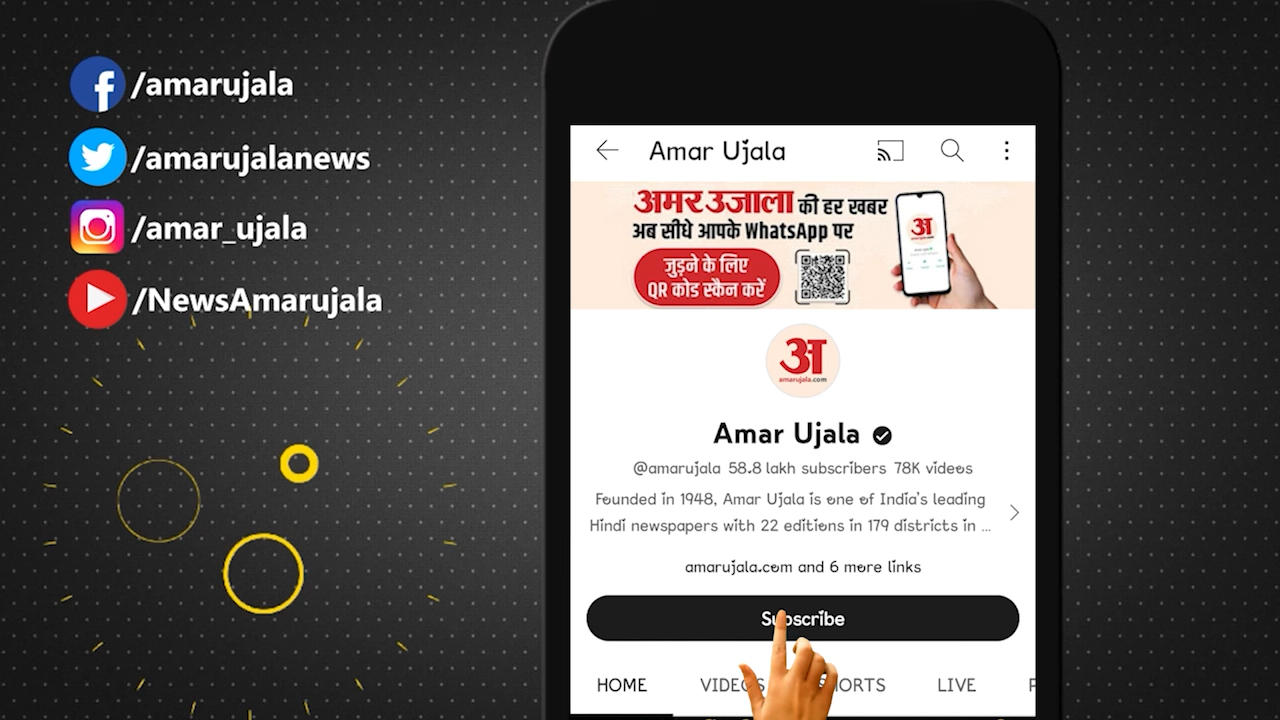 /amarujala
/amarujalanews
/amar_ujala
/NewsAmarujala
Amar Ujala
अमर उजाला की हर खबर
अब सीधे आपके WhatsApp पर
जुड़ने के लिए
QR कोड स्कैन करें
अ
अ
amarujala.com
Amar Ujala
@amarujala 58.8 lakh subscribers 78K videos
Founded in 1948, Amar Ujala is one of India's leading
Hindi newspapers with 22 editions in 179 districts in ...
amarujala.com and 6 more links
Subscribe
HOME VIDEOS SHORTS LIVE